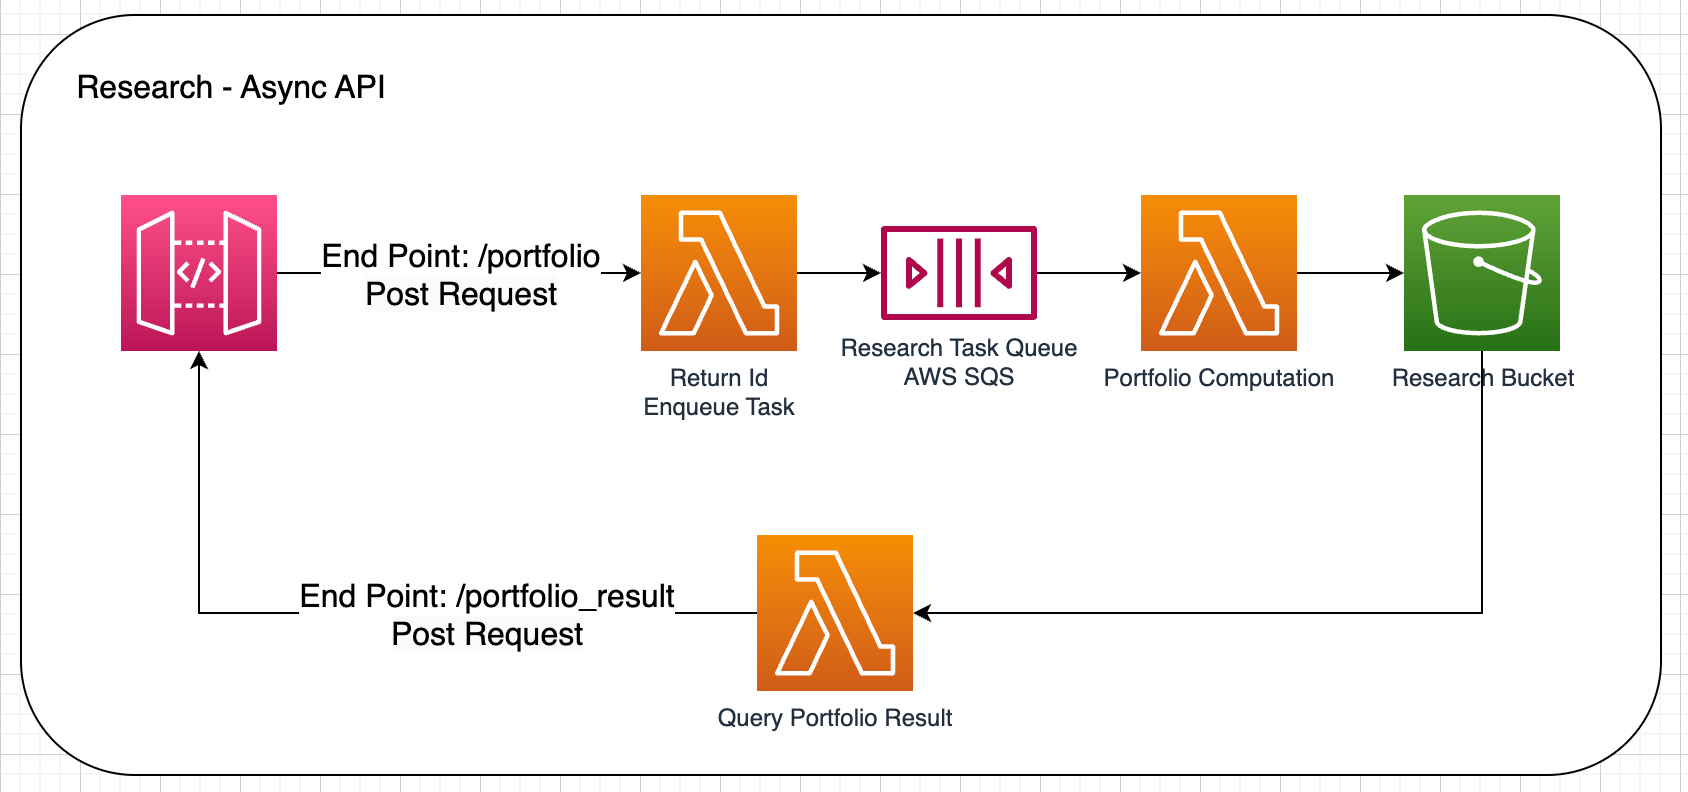 Research - Async API
</>
End Point: /portfolio
Post Request
Return Id
Enqueue Task
Research Task Queue
AWS SQS
Portfolio Computation
Research Bucket
End Point: /portfolio_result
Post Request
Query Portfolio Result